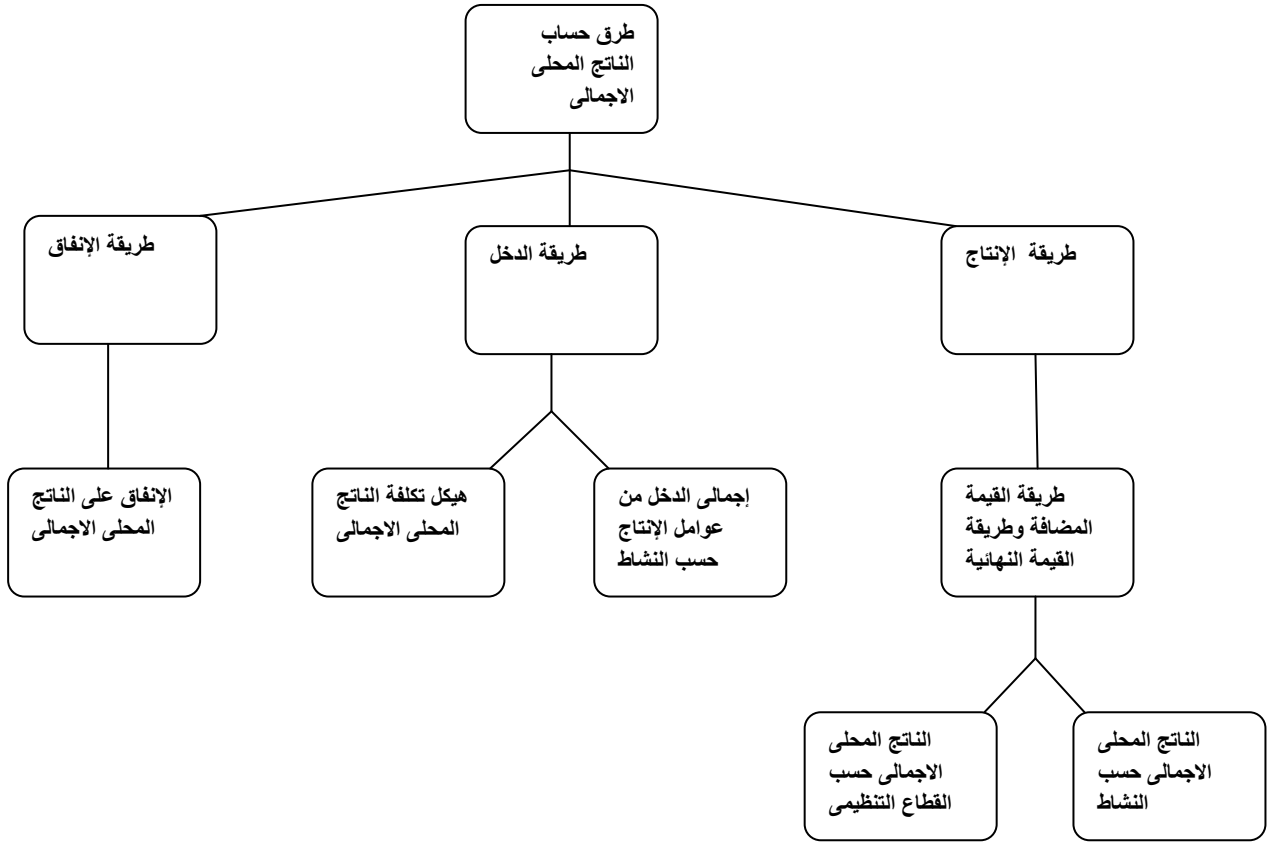 طرق حساب
الناتج المحلى
الاجمالى
طريقة الإنتاج
طريقة الدخل
طريقة الإنفاق
طريقة القيمة
المضافة وطريقة
القيمة النهائية
إجمالى الدخل من
عوامل الإنتاج
حسب النشاط
هيكل تكلفة الناتج
المحلى الاجمالى
الإنفاق على الناتج
المحلى الاجمالى
الناتج المحلى
الاجمالى حسب
النشاط
الناتج المحلى
الاجمالى حسب
القطاع التنظيمى